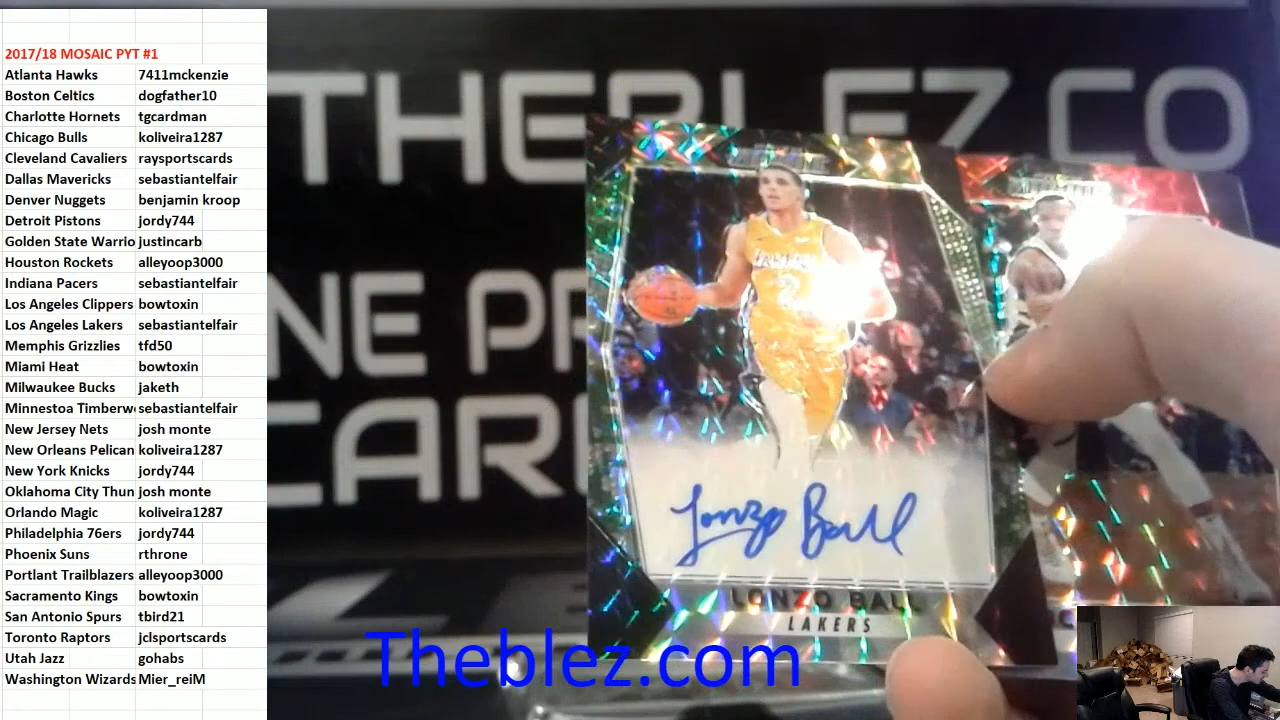 2017/18 MOSAIC PYT #1
Atlanta Hawks 7411mckenzie
Boston Celtics dogfather10
Charlotte Hornets tgcardman
Chicago Bulls koliveira1287
Cleveland Cavaliers raysportscards
Dallas Mavericks sebastiantelfair
Denver Nuggets benjamin kroop
Detroit Pistons jordy744
Golden State Warrio justincarb
Houston Rockets alleyoop3000
Indiana Pacers sebastiantelfair
Los Angeles Clippers bowtoxin
Los Angeles Lakers sebastiantelfair
Memphis Grizzlies tfd50
Miami Heat bowtoxin
Milwaukee Bucks jaketh
Minnestoa Timberw sebastiantelfair
New Jersey Nets josh monte
New Orleans Pelican koliveira1287
New York Knicks jordy744
Oklahoma City Thun josh monte
Orlando Magic koliveira1287
Philadelphia 76ers jordy744
Phoenix Suns rthrone
Portlant Trailblazers alleyoop3000
Sacramento Kings bowtoxin
San Antonio Spurs tbird21
Toronto Raptors jclsportscards
Utah Jazz gohabs
Washington Wizards Mier_reiM
THEBLEZ.CO
NE PR
CARD
Lonzo Ball
LONZO BALL
LAKERS
Theblez.com